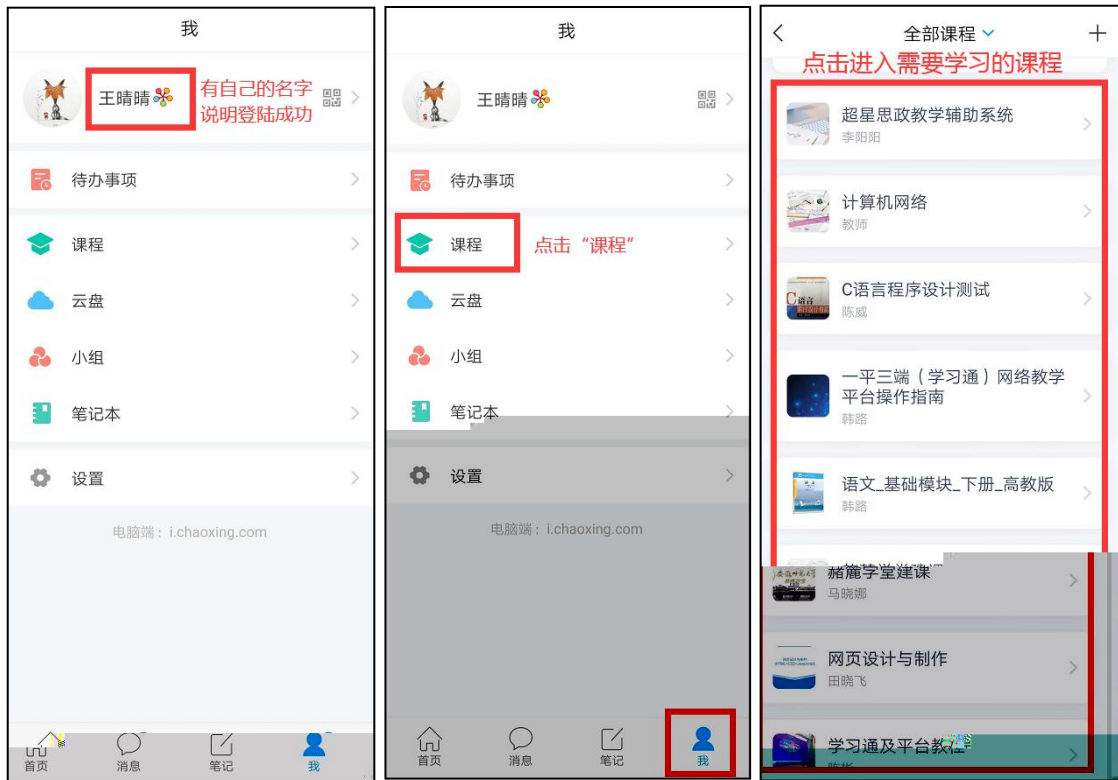 我
王晴晴
有自己的名字
说明登陆成功
待办事项
课程
云盘
小组
笔记本
设置
电脑端：i.chaoxing.com
首页
消息
笔记
我
我
王晴晴
待办事项
课程
点击“课程”
云盘
小组
笔记本
设置
电脑端：i.chaoxing.com
首页
消息
笔记
我
全部课程
点击进入需要学习的课程
超星思政教学辅助系统
李阳阳
计算机网络
教师
C语言程序设计测试
陈威
一平三端（学习通）网络教学
平台操作指南
韩路
语文_基础模块_下册_高教版
韩路
赭麓学堂建课
马晓娜
网页设计与制作
田晓飞
学习通及平台教程